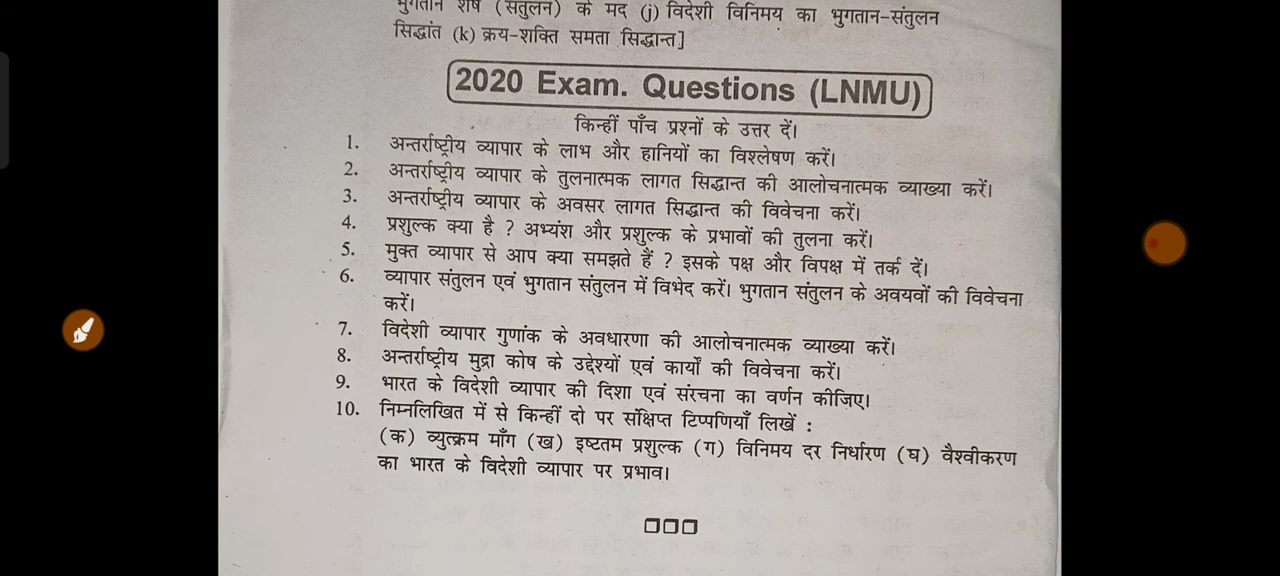 भुगतान शेष (संतुलन) के मद (j) विदेशी विनिमय का भुगतान-संतुलन
सिद्धांत (k) क्रय-शक्ति समता सिद्धान्त]
2020 Exam. Questions (LNMU)
किन्हीं पाँच प्रश्नों के उत्तर दें।
1. अन्तर्राष्ट्रीय व्यापार के लाभ और हानियों का विश्लेषण करें।
2. अन्तर्राष्ट्रीय व्यापार के तुलनात्मक लागत सिद्धान्त की आलोचनात्मक व्याख्या करें।
3. अन्तर्राष्ट्रीय व्यापार के अवसर लागत सिद्धान्त की विवेचना करें।
4. प्रशुल्क क्या है ? अभ्यंश और प्रशुल्क के प्रभावों की तुलना करें।
5. मुक्त व्यापार से आप क्या समझते हैं ? इसके पक्ष और विपक्ष में तर्क दें।
6. व्यापार संतुलन एवं भुगतान संतुलन में विभेद करें। भुगतान संतुलन के अवयवों की विवेचना
करें।
7. विदेशी व्यापार गुणांक के अवधारणा की आलोचनात्मक व्याख्या करें।
8. अन्तर्राष्ट्रीय मुद्रा कोष के उद्देश्यों एवं कार्यों की विवेचना करें।
9. भारत के विदेशी व्यापार की दिशा एवं संरचना का वर्णन कीजिए।
10. निम्नलिखित में से किन्हीं दो पर संक्षिप्त टिप्पणियाँ लिखें :
(क) व्युत्क्रम माँग (ख) इष्टतम प्रशुल्क (ग) विनिमय दर निर्धारण (घ) वैश्वीकरण
का भारत के विदेशी व्यापार पर प्रभाव।